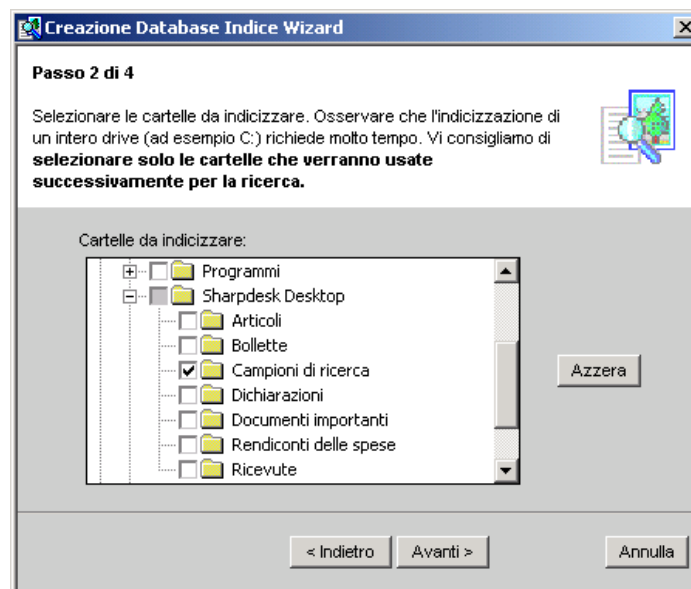 Creazione Database Indice Wizard
Passo 2 di 4
Selezionare le cartelle da indicizzare. Osservare che l'indicizzazione di
un intero drive (ad esempio C:) richiede molto tempo. Vi consigliamo di
selezionare solo le cartelle che verranno usate
successivamente per la ricerca.
Cartelle da indicizzare:
Programmi
Sharpdesk Desktop
Articoli
Bollette
Campioni di ricerca
Azzera
Dichiarazioni
Documenti importanti
Rendiconti delle spese
Ricevute
< Indietro
Avanti >
Annulla